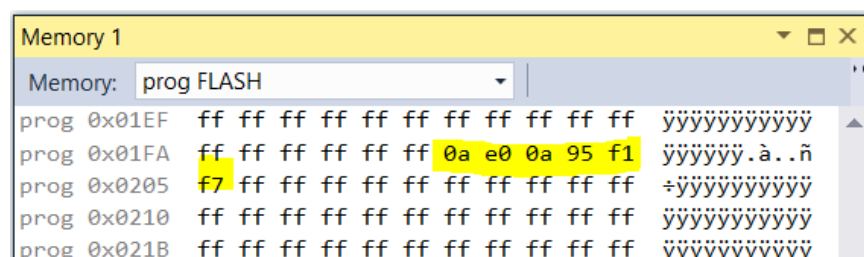 Memory 1
Memory: prog FLASH
prog 0x01EF ff ff ff ff ff ff ff ff ff ff ff ÿÿÿÿÿÿÿÿÿÿÿ
prog 0x01FA ff ff ff ff ff ff 0a e0 0a 95 f1 ÿÿÿÿÿÿ.à..ñ
prog 0x0205 f7 ff ff ff ff ff ff ff ff ff ff ÷ÿÿÿÿÿÿÿÿÿÿ
prog 0x0210 ff ff ff ff ff ff ff ff ff ff ff ÿÿÿÿÿÿÿÿÿÿÿ
prog 0x021B ff ff ff ff ff ff ff ff ff ff ff ÿÿÿÿÿÿÿÿÿÿÿ